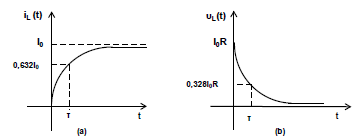 iL(t)
I0
0,632I0
τ
t
(a)
υL(t)
I0R
0,328I0R
τ
t
(b)